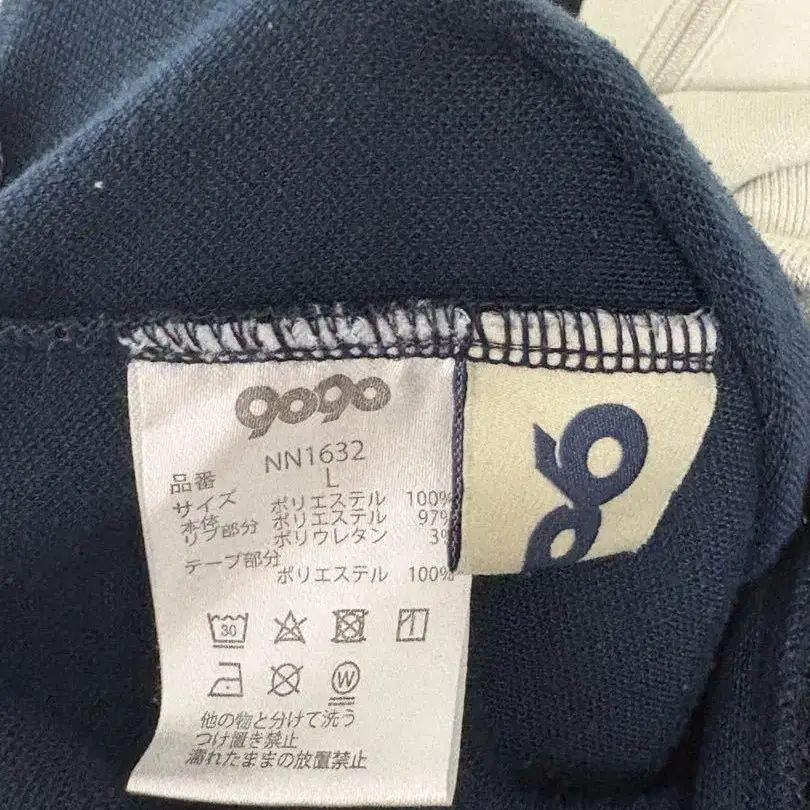 9090
品番 NN1632
サイズ L
本体 ポリエステル 100%
リブ部分 ポリエステル 97%
ポリウレタン 3%
テープ部分
ポリエステル 100%
30
W
他の物と分けて洗う
つけ置き禁止
濡れたままの放置禁止
90